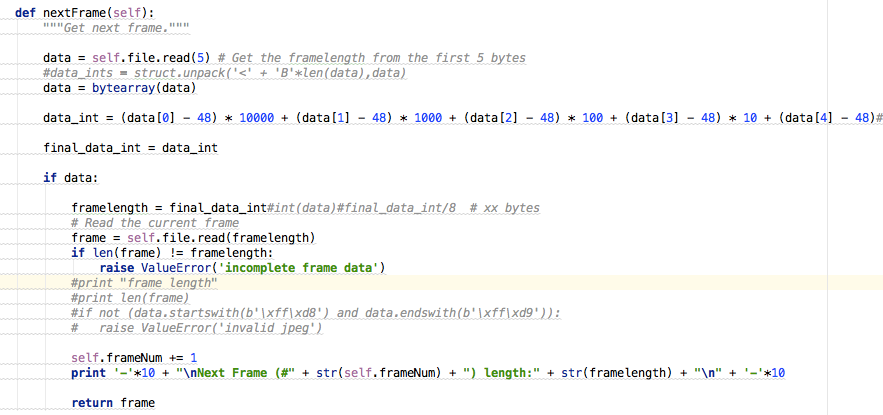 def nextFrame(self):
    """Get next frame."""

    data = self.file.read(5) # Get the framelength from the first 5 bytes
    #data_ints = struct.unpack('<' + 'B'*len(data),data)
    data = bytearray(data)

    data_int = (data[0] - 48) * 10000 + (data[1] - 48) * 1000 + (data[2] - 48) * 100 + (data[3] - 48) * 10 + (data[4] - 48)#

    final_data_int = data_int

    if data:

        framelength = final_data_int#int(data)#final_data_int/8  # xx bytes
        # Read the current frame
        frame = self.file.read(framelength)
        if len(frame) != framelength:
            raise ValueError('incomplete frame data')
        #print "frame length"
        #print len(frame)
        #if not (data.startswith(b'\xff\xd8') and data.endswith(b'\xff\xd9')):
        #   raise ValueError('invalid jpeg')

        self.frameNum += 1
        print '-'*10 + "\nNext Frame (#" + str(self.frameNum) + ") length:" + str(framelength) + "\n" + '-'*10

        return frame